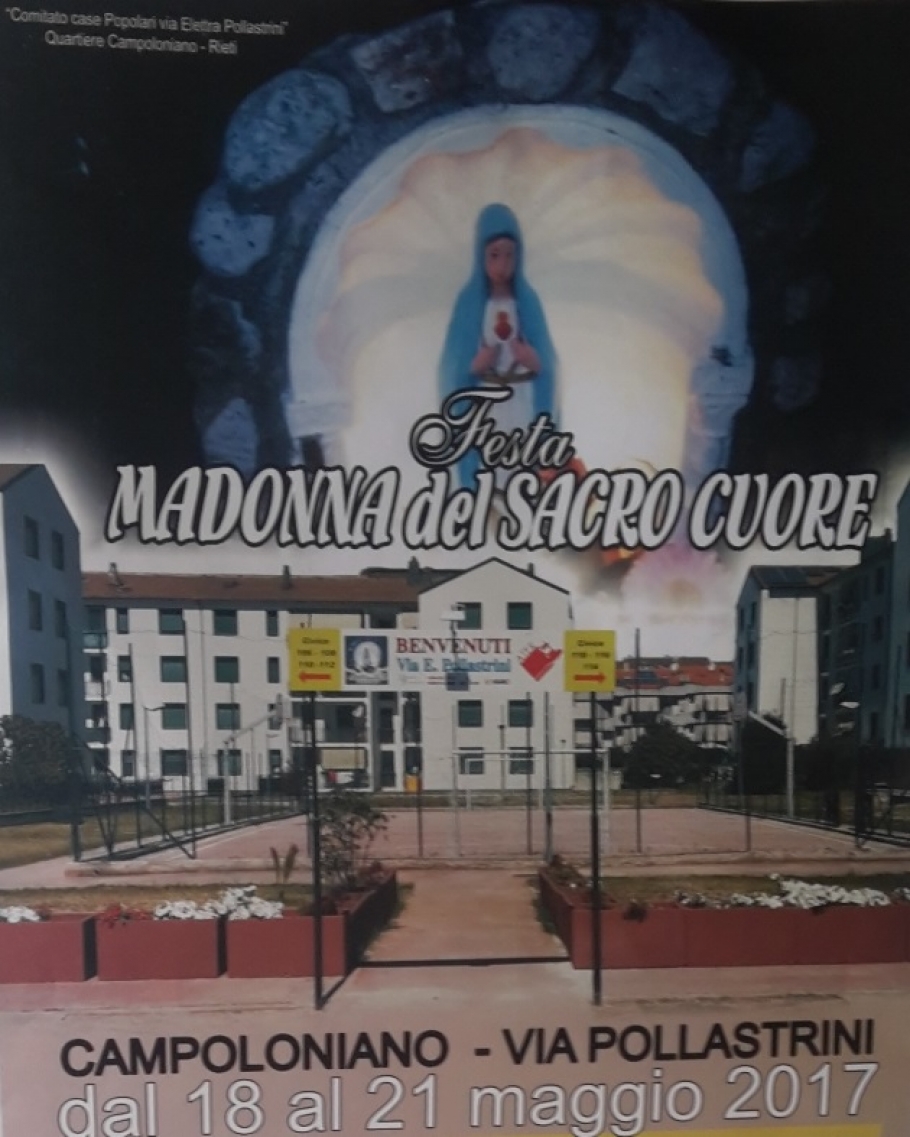 "Comitato case Popolari via Elettra Pollastrini"
Quartiere Campoloniano - Rieti
Festa
MADONNA del SACRO CUORE
BENVENUTI
Via E. Pollastrini
CAMPOLONIANO - VIA POLLASTRINI
dal 18 al 21 maggio 2017